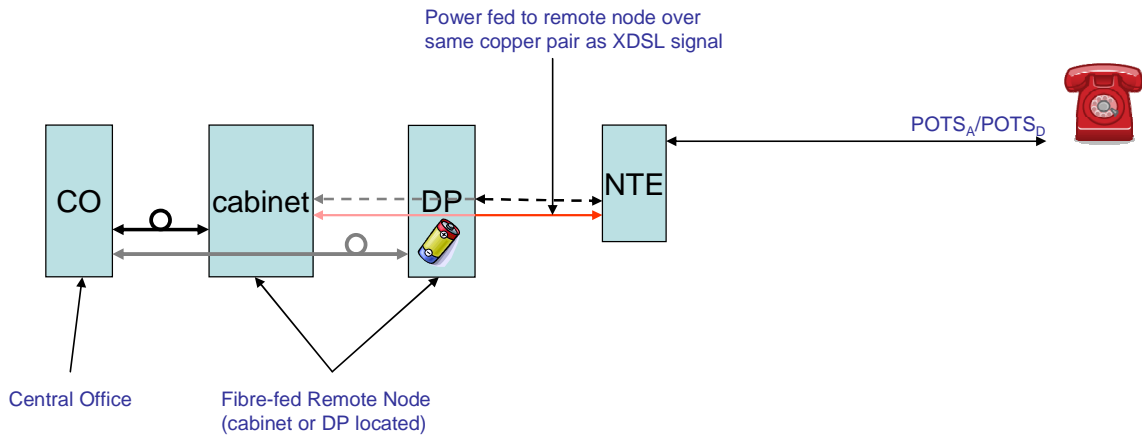 Power fed to remote node over
same copper pair as XDSL signal
POTSA/POTSD
CO
cabinet
DP
NTE
Central Office
Fibre-fed Remote Node
(cabinet or DP located)